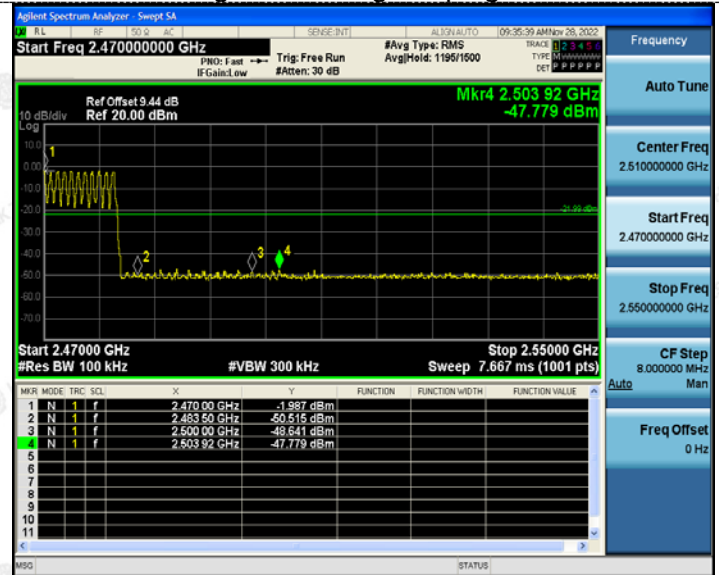 Agilent Spectrum Analyzer - Swept SA
RL RF 50 Ω AC SENSE:INT ALIGN AUTO 09:35:39 AM Nov 28, 2022
Start Freq 2.470000000 GHz
PNO: Fast
IFGain:Low
Trig: Free Run
#Atten: 30 dB
#Avg Type: RMS
Avg|Hold: 1195/1500
TRACE 1 2 3 4 5 6
TYPE M
DET P P P P P P
Frequency
Auto Tune
Center Freq
2.510000000 GHz
Start Freq
2.470000000 GHz
Stop Freq
2.550000000 GHz
CF Step
8.000000 MHz
Auto Man
Freq Offset
0 Hz
Mkr4 2.503 92 GHz
-47.779 dBm
Ref Offset 9.44 dB
10 dB/div Ref 20.00 dBm
Log
10.0
0.00
-10.0
-20.0
-30.0
-40.0
-50.0
-60.0
-70.0
1
2
3
4
-21.99 dBm
Start 2.47000 GHz Stop 2.55000 GHz
#Res BW 100 kHz #VBW 300 kHz Sweep 7.667 ms (1001 pts)
MKR MODE TRC SCL X Y FUNCTION FUNCTION WIDTH FUNCTION VALUE
1 N 1 f 2.470 00 GHz -1.987 dBm
2 N 1 f 2.483 50 GHz -50.515 dBm
3 N 1 f 2.500 00 GHz -48.641 dBm
4 N 1 f 2.503 92 GHz -47.779 dBm
5
6
7
8
9
10
11
MSG STATUS